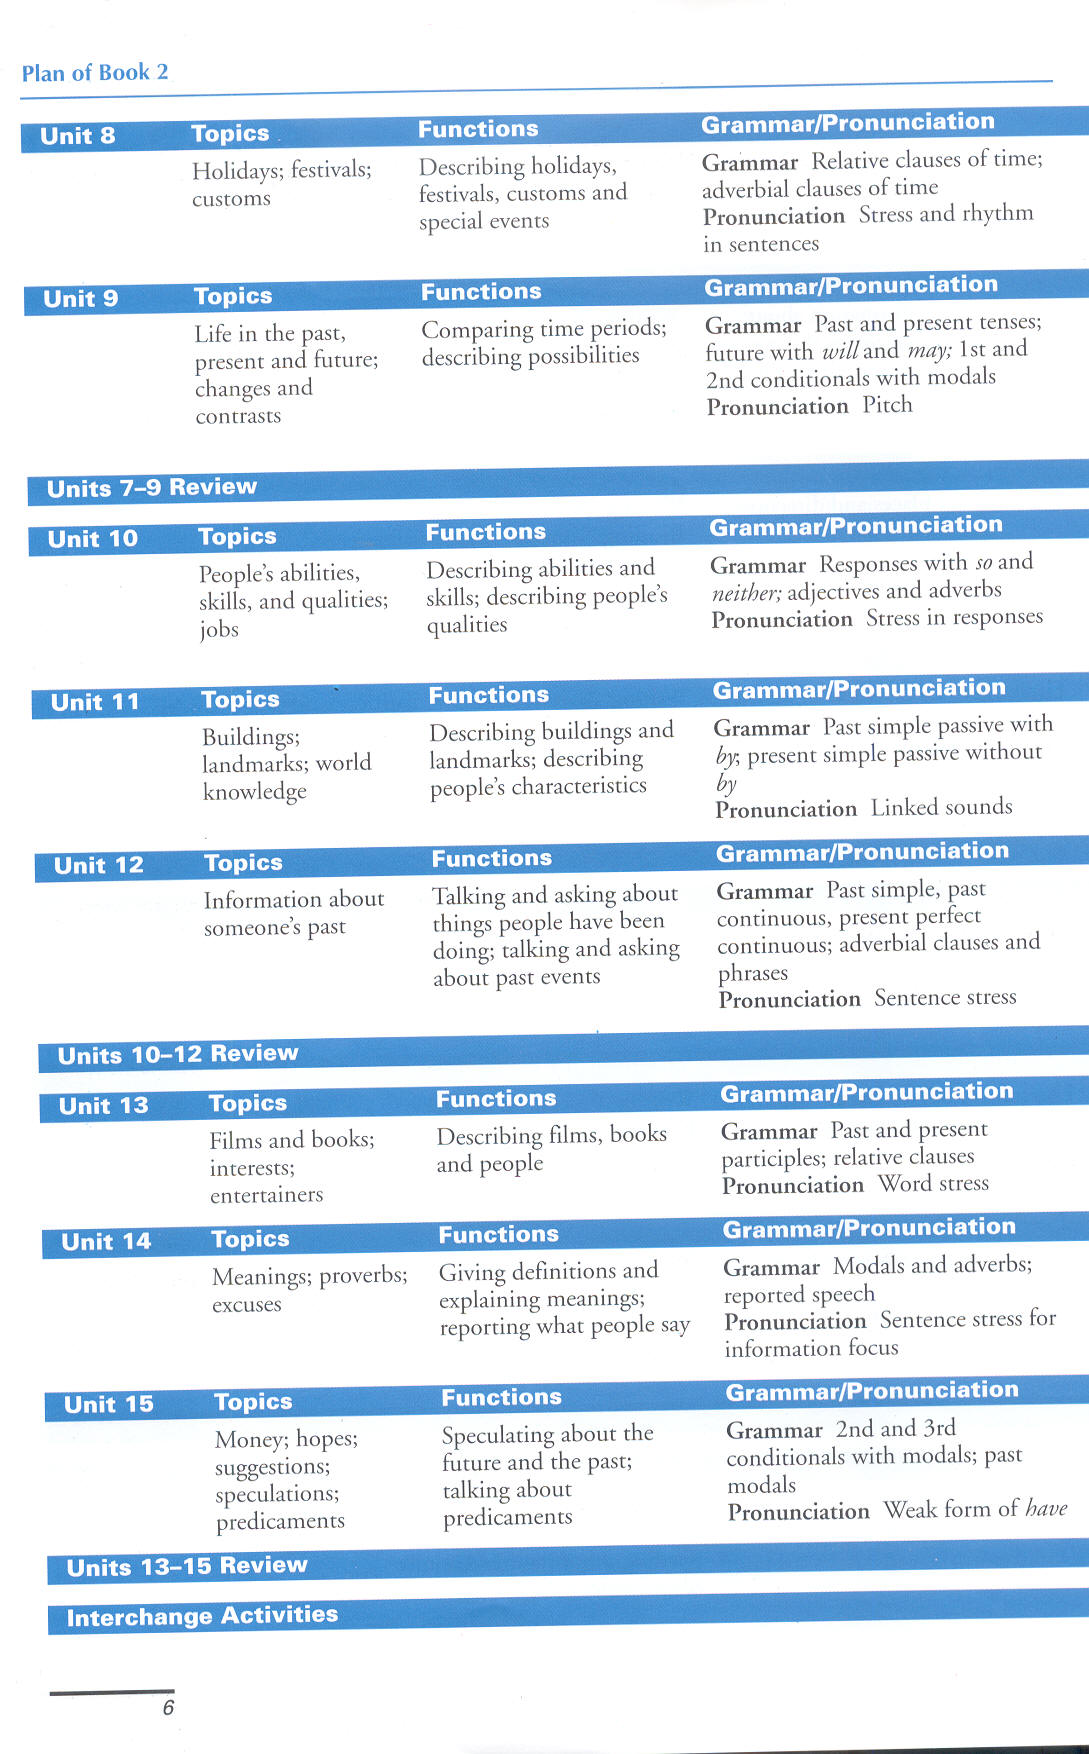 Plan of Book 2
Unit 8 Topics Functions Grammar/Pronunciation
Holidays; festivals; Describing holidays, Grammar Relative clauses of time;
customs festivals, customs and adverbial clauses of time
special events Pronunciation Stress and rhythm
in sentences
Unit 9 Topics Functions Grammar/Pronunciation
Life in the past, Comparing time periods; Grammar Past and present tenses;
present and future; describing possibilities future with will and may; 1st and
changes and 2nd conditionals with modals
contrasts Pronunciation Pitch
Units 7–9 Review
Unit 10 Topics Functions Grammar/Pronunciation
People's abilities, Describing abilities and Grammar Responses with so and
skills, and qualities; skills; describing people's neither; adjectives and adverbs
jobs qualities Pronunciation Stress in responses
Unit 11 Topics Functions Grammar/Pronunciation
Buildings; Describing buildings and Grammar Past simple passive with
landmarks; world landmarks; describing by; present simple passive without
knowledge people's characteristics by
Pronunciation Linked sounds
Unit 12 Topics Functions Grammar/Pronunciation
Information about Talking and asking about Grammar Past simple, past
someone's past things people have been continuous, present perfect
doing; talking and asking continuous; adverbial clauses and
about past events phrases
Pronunciation Sentence stress
Units 10–12 Review
Unit 13 Topics Functions Grammar/Pronunciation
Films and books; Describing films, books Grammar Past and present
interests; and people participles; relative clauses
entertainers Pronunciation Word stress
Unit 14 Topics Functions Grammar/Pronunciation
Meanings; proverbs; Giving definitions and Grammar Modals and adverbs;
excuses explaining meanings; reported speech
reporting what people say Pronunciation Sentence stress for
information focus
Unit 15 Topics Functions Grammar/Pronunciation
Money; hopes; Speculating about the Grammar 2nd and 3rd
suggestions; future and the past; conditionals with modals; past
speculations; talking about modals
predicaments predicaments Pronunciation Weak form of have
Units 13–15 Review
Interchange Activities
6